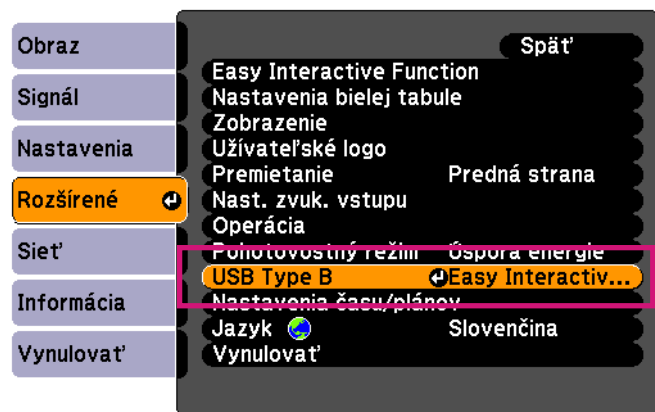 Obraz
Signál
Nastavenia
Rozšírené
Sieť
Informácia
Vynulovať
Späť
Easy Interactive Function
Nastavenia bielej tabule
Zobrazenie
Užívateľské logo
Premietanie Predná strana
Nast. zvuk. vstupu
Operácia
Pohotovostný režim Úspora energie
USB Type B Easy Interactiv...
Nastavenia času/plánov
Jazyk Slovenčina
Vynulovať